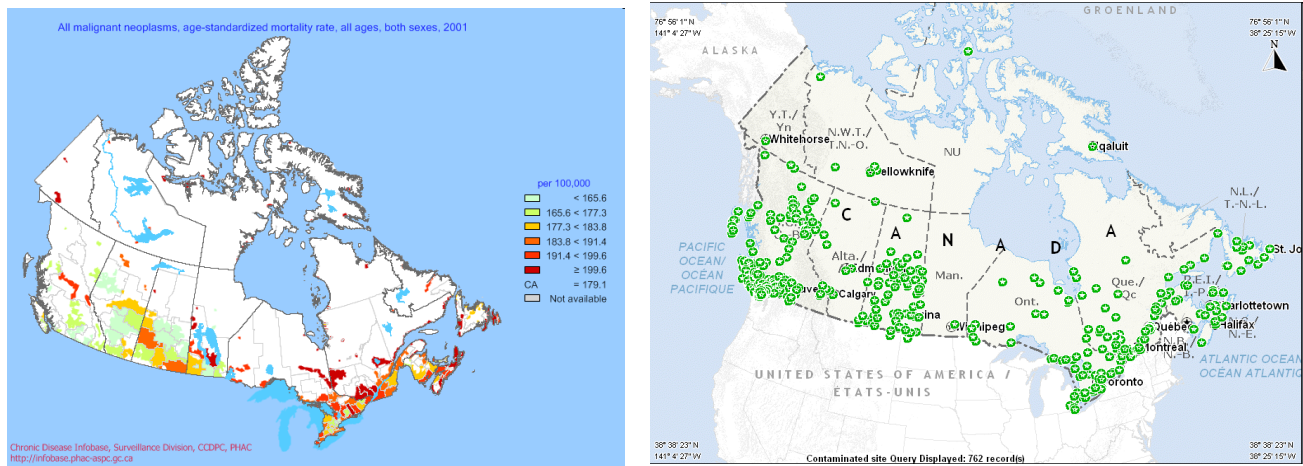 All malignant neoplasms, age-standardized mortality rate, all ages, both sexes, 2001
per 100,000
< 165.6
165.6 < 177.3
177.3 < 183.8
183.8 < 191.4
191.4 < 199.6
≥ 199.6
CA = 179.1
Not available
Chronic Disease Infobase, Surveillance Division, CCDPC, PHAC
http://infobase.phac-aspc.gc.ca
76° 56' 1" N
141° 4' 27" W
GROENLAND
76° 56' 1" N
38° 25' 15" W
N
ALASKA
Y.T./
Yn
Whitehorse
N.W.T./
T.N.-O.
NU
Iqaluit
Yellowknife
N.L./
T.-N.-L.
C A N A D A
St. Jo
PACIFIC
OCEAN/
OCÉAN
PACIFIQUE
Alta./
Man.
Calgary
Ont.
Que./
Qc
P.E.I./
Charlottetown
Winnipeg
Québec
Halifax
N.-É.
Montreal
N.-B.
Toronto
ATLANTIC OCEAN
OCÉAN ATLANTIQ
UNITED STATES OF AMERICA /
ÉTATS-UNIS
38° 38' 23" N
141° 4' 27" W
38° 38' 23" N
38° 25' 15" W
Contaminated site Query Displayed: 762 record(s)